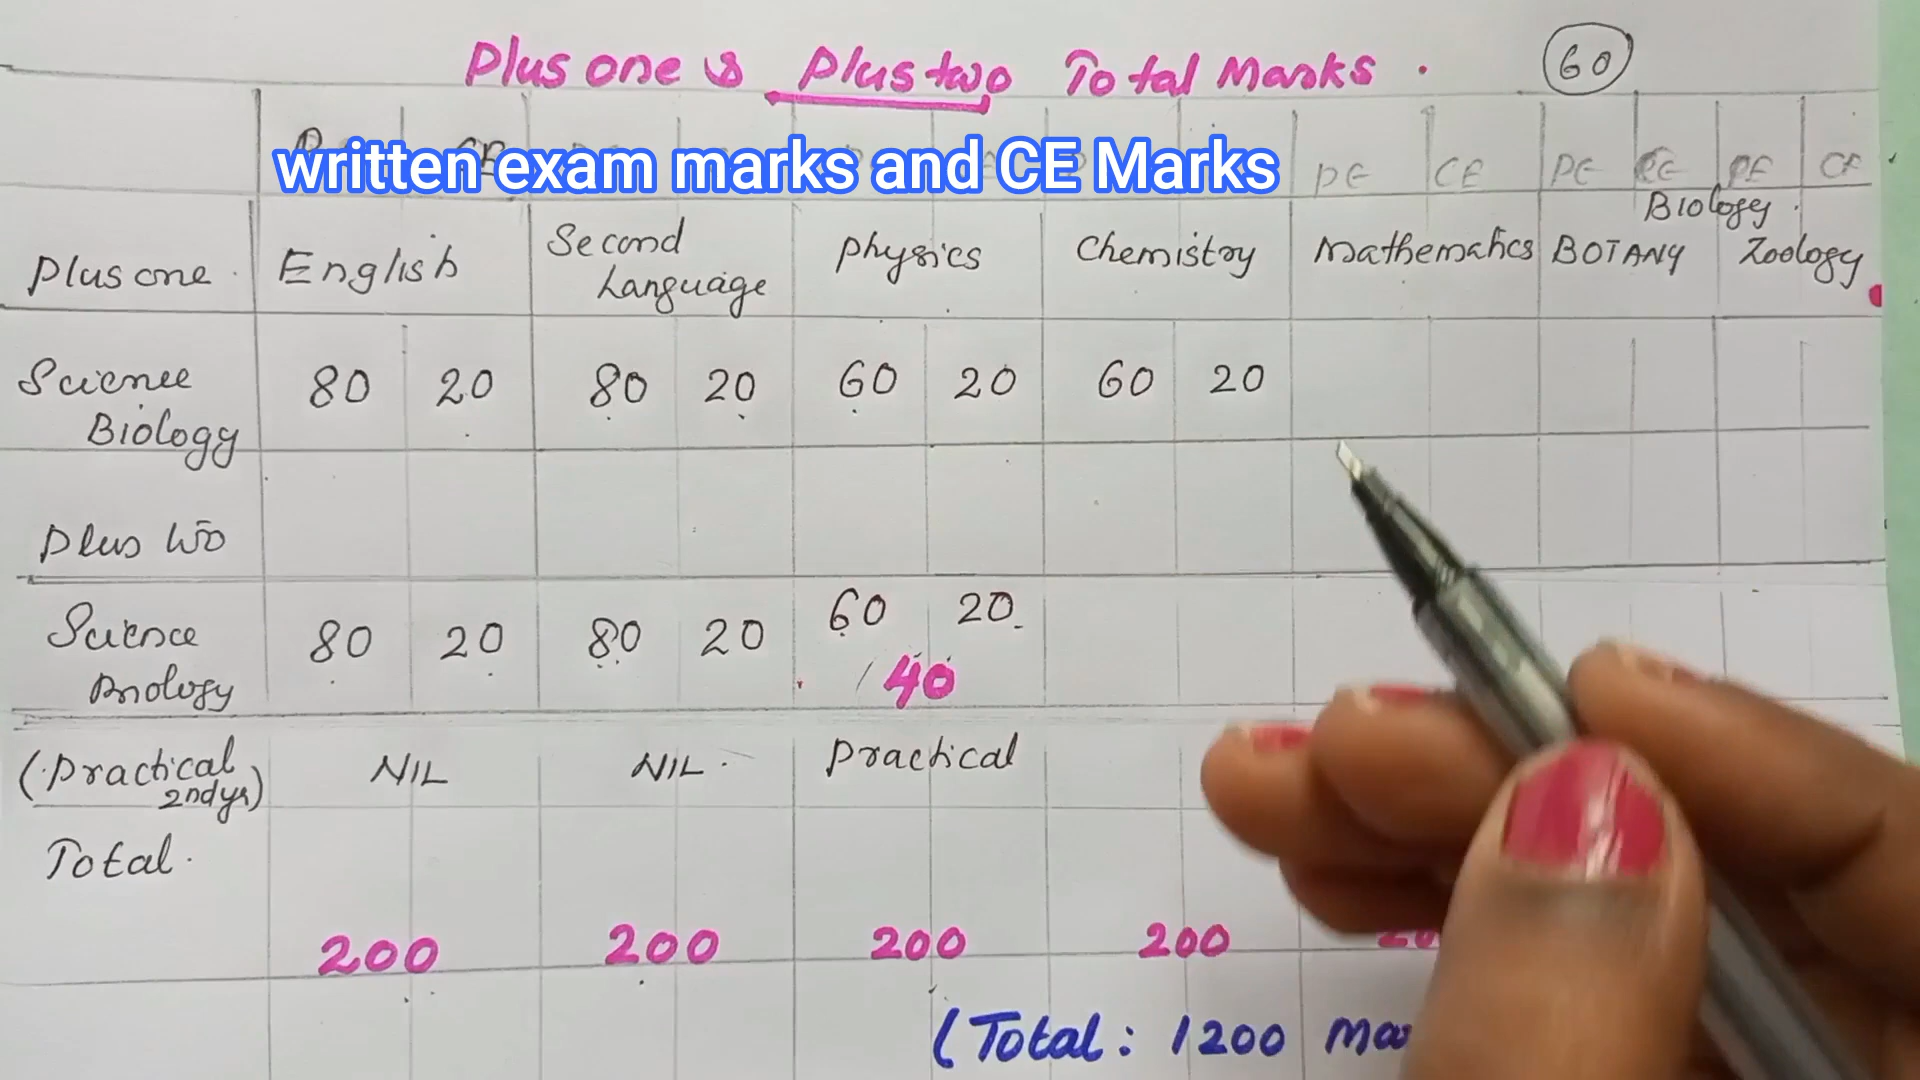 Plus one & Plus two Total Marks. 60
written exam marks and CE Marks
PE CE PE CE PE CE
Biology
Plus one English Second Language Physics Chemistry Mathematics BOTANY Zoology
Science Biology 80 20 80 20 60 20 60 20
Plus two
Science Biology 80 20 80 20 60 20
40
(Practical 2nd yr) NIL NIL Practical
Total
200 200 200 200
(Total: 1200